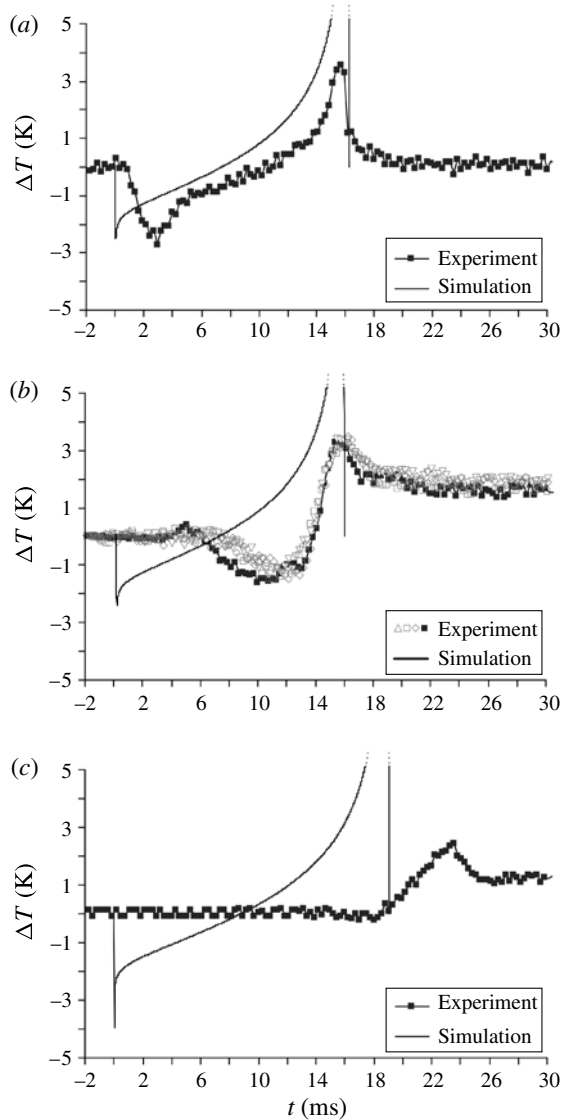 (a)
5
3
1
–1
–3
–5
ΔT (K)
Experiment
Simulation
–2 2 6 10 14 18 22 26 30
(b)
5
3
1
–1
–3
–5
ΔT (K)
Experiment
Simulation
–2 2 6 10 14 18 22 26 30
(c)
5
3
1
–1
–3
–5
ΔT (K)
Experiment
Simulation
–2 2 6 10 14 18 22 26 30
t (ms)